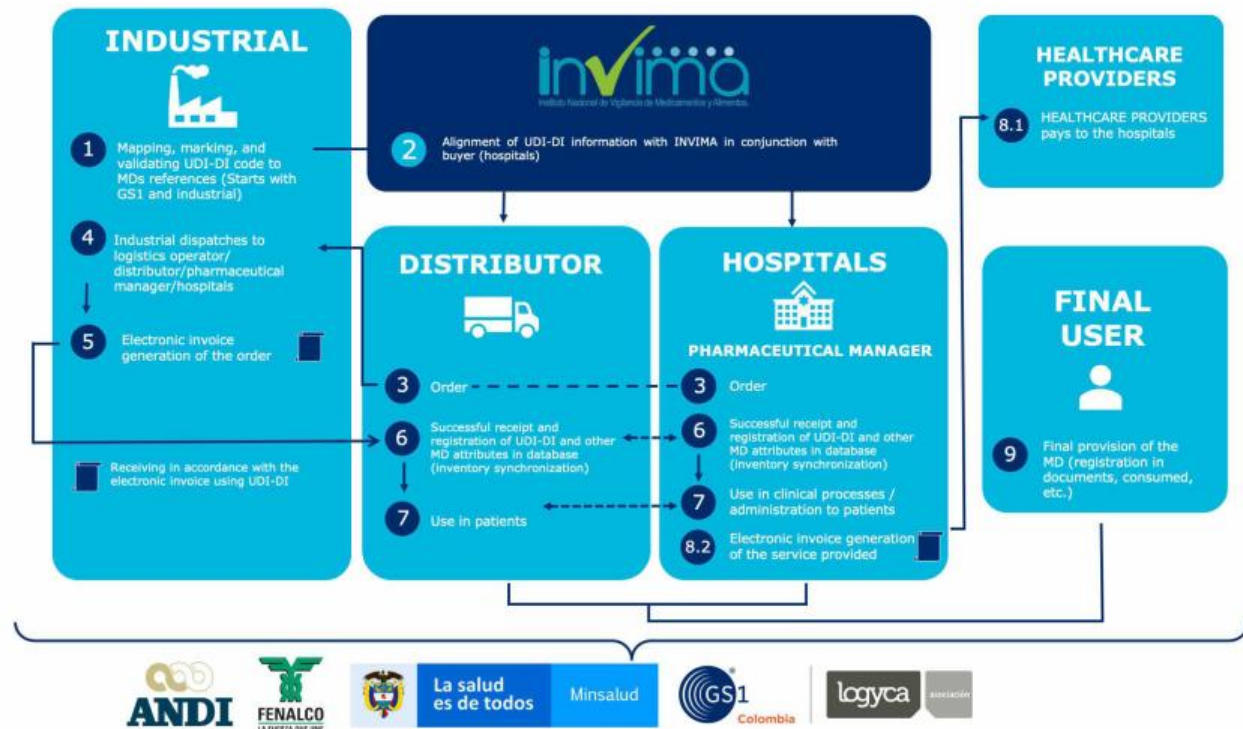 INDUSTRIAL
1
Mapping, marking, and
validating UDI-DI code to
MDs references (Starts with
GS1 and industrial)
4
Industrial dispatches to
logistics operator/
distributor/pharmaceutical
manager/hospitals
5
Electronic invoice
generation of the order
Receiving in accordance with the
electronic invoice using UDI-DI
invima
Instituto Nacional de Vigilancia de Medicamentos y Alimentos
2
Alignment of UDI-DI information with INVIMA in conjunction with
buyer (hospitals)
DISTRIBUTOR
3
Order
6
Successful receipt and
registration of UDI-DI and other
MD attributes in database
(inventory synchronization)
7
Use in patients
HOSPITALS
PHARMACEUTICAL MANAGER
3
Order
6
Successful receipt and
registration of UDI-DI and other
MD attributes in database
(inventory synchronization)
7
Use in clinical processes /
administration to patients
8.2
Electronic invoice generation
of the service provided
HEALTHCARE
PROVIDERS
8.1
HEALTHCARE PROVIDERS
pays to the hospitals
FINAL
USER
9
Final provision of the
MD (registration in
documents, consumed,
etc.)
ANDI
FENALCO
La salud
es de todos
Minsalud
GS1
Colombia
logyca
asociación